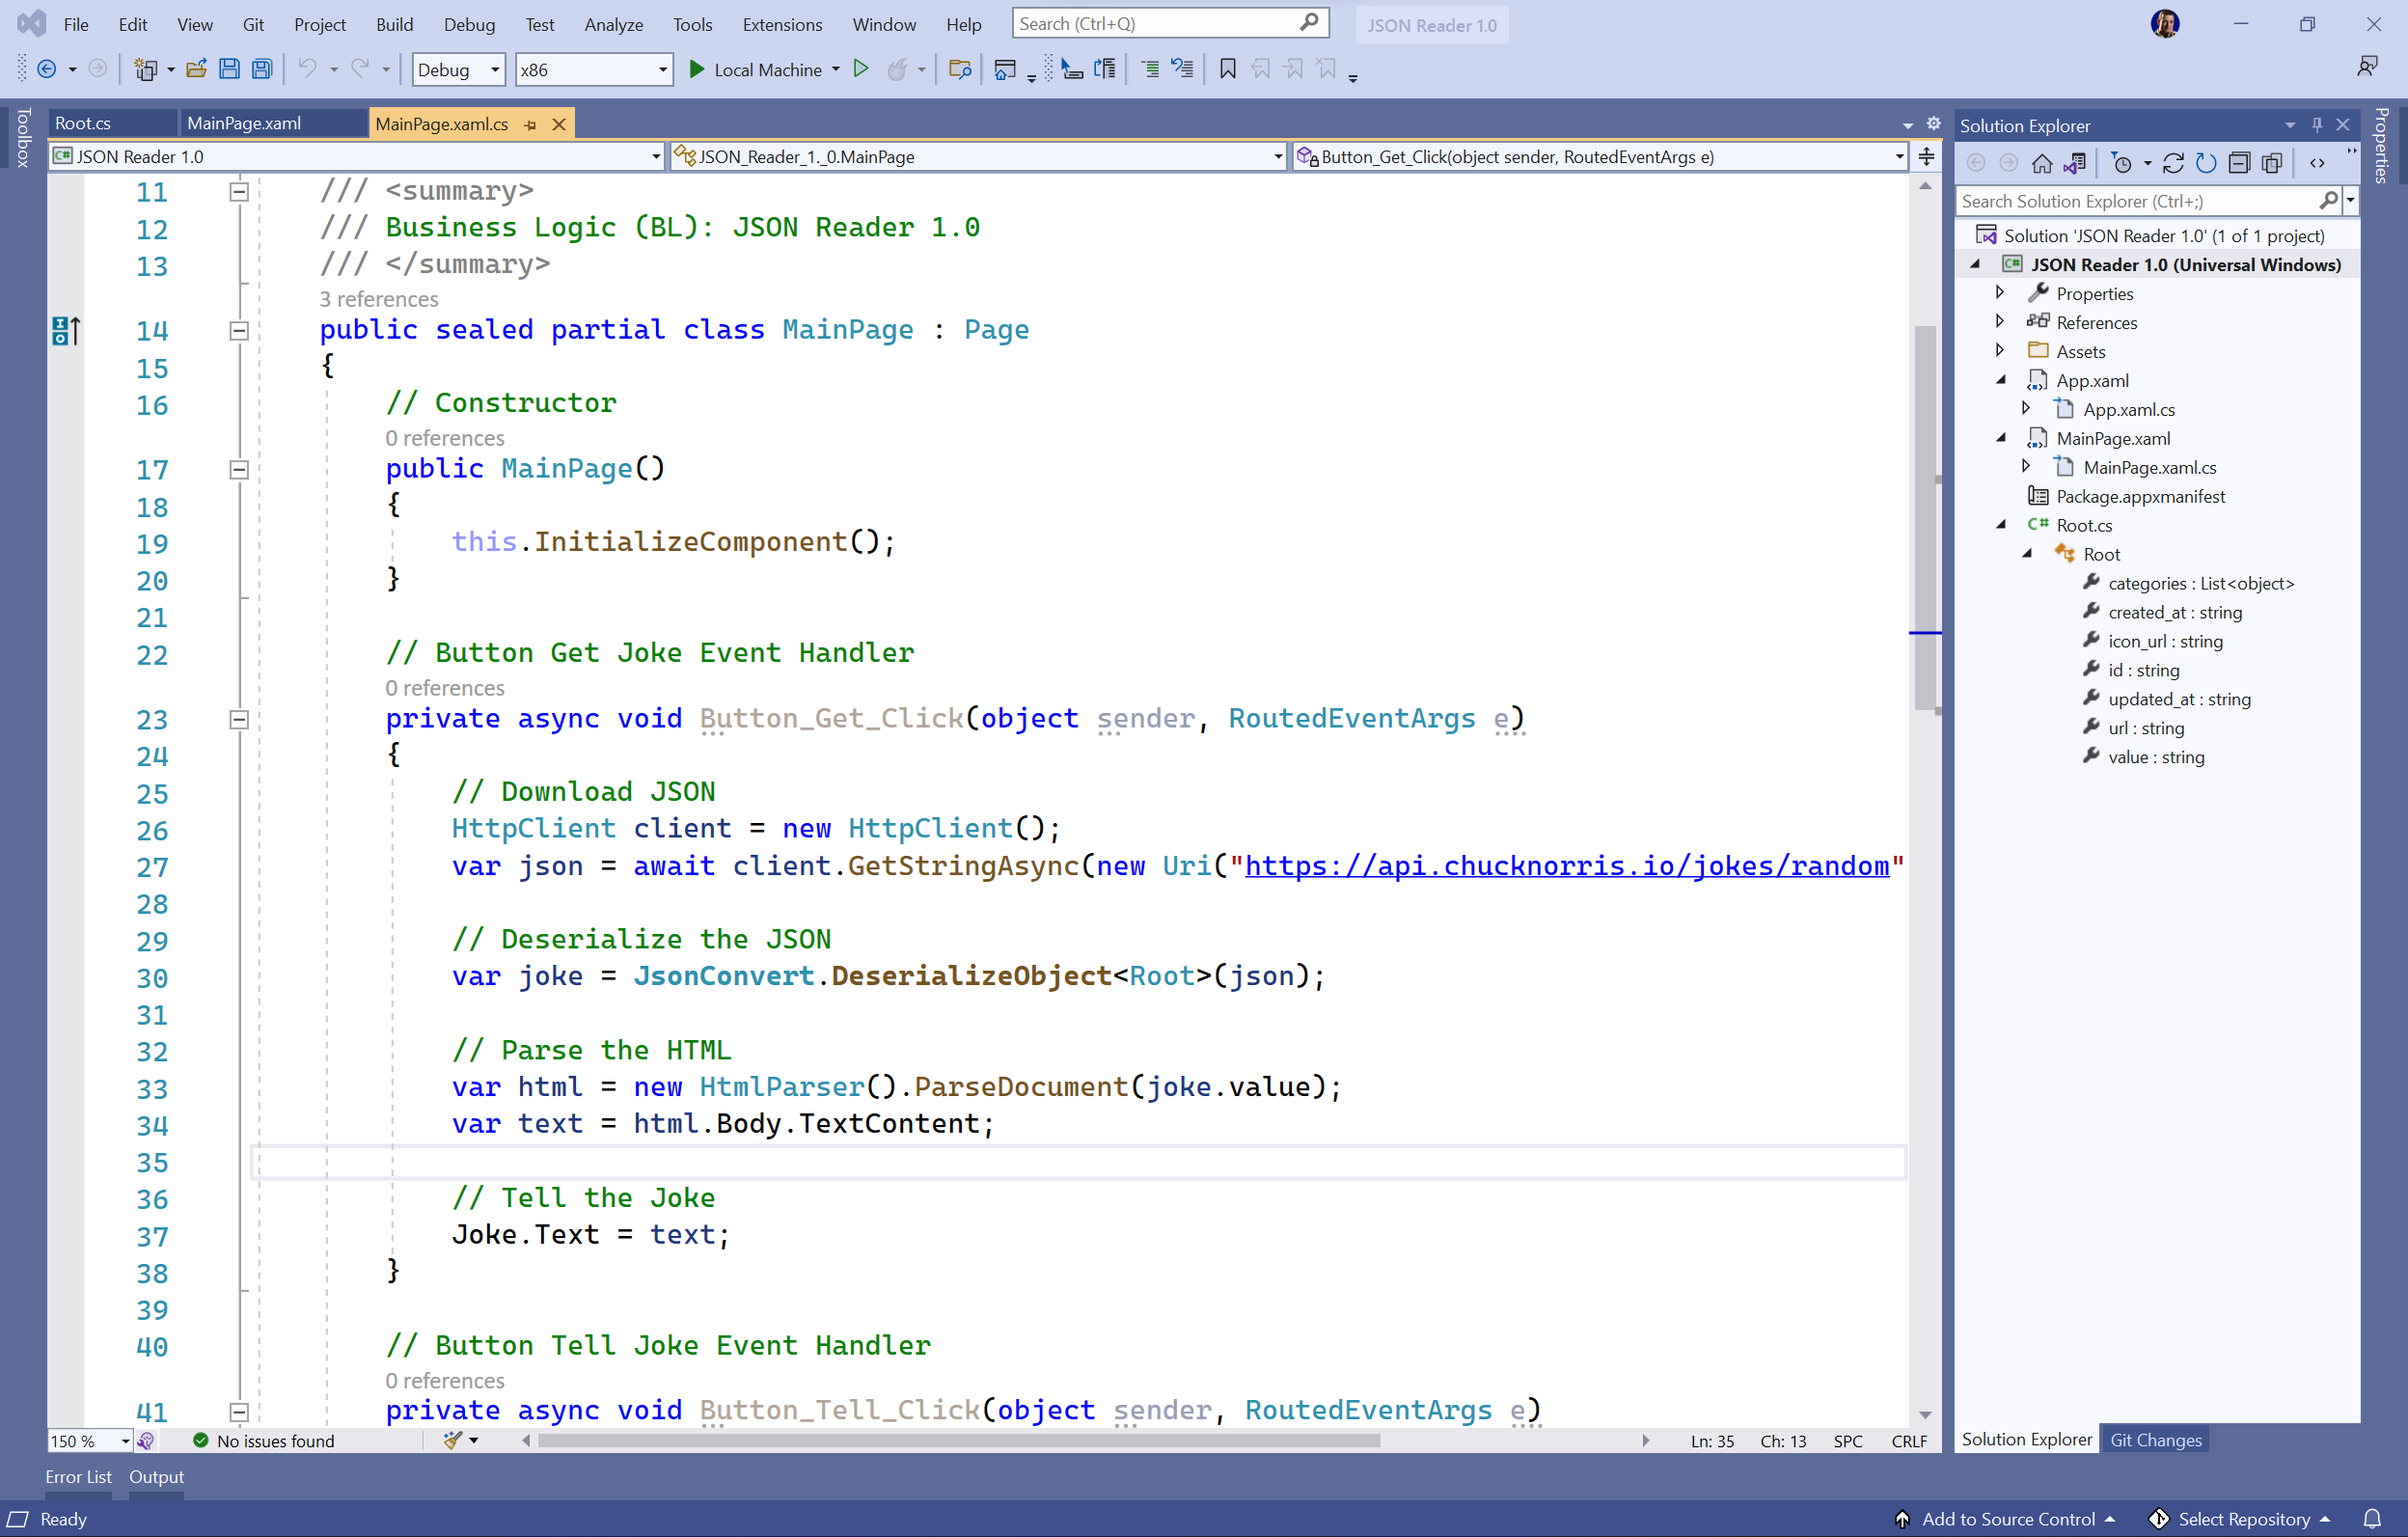 File Edit View Git Project Build Debug Test Analyze Tools Extensions Window Help Search (Ctrl+Q) JSON Reader 1.0
Debug x86 Local Machine
Toolbox
Root.cs MainPage.xaml MainPage.xaml.cs
JSON Reader 1.0 JSON_Reader_1._0.MainPage Button_Get_Click(object sender, RoutedEventArgs e)
11 /// <summary>
12 /// Business Logic (BL): JSON Reader 1.0
13 /// </summary>
3 references
14 public sealed partial class MainPage : Page
15 {
16 // Constructor
0 references
17 public MainPage()
18 {
19 this.InitializeComponent();
20 }
21
22 // Button Get Joke Event Handler
0 references
23 private async void Button_Get_Click(object sender, RoutedEventArgs e)
24 {
25 // Download JSON
26 HttpClient client = new HttpClient();
27 var json = await client.GetStringAsync(new Uri("https://api.chucknorris.io/jokes/random"
28
29 // Deserialize the JSON
30 var joke = JsonConvert.DeserializeObject<Root>(json);
31
32 // Parse the HTML
33 var html = new HtmlParser().ParseDocument(joke.value);
34 var text = html.Body.TextContent;
35
36 // Tell the Joke
37 Joke.Text = text;
38 }
39
40 // Button Tell Joke Event Handler
0 references
41 private async void Button_Tell_Click(object sender, RoutedEventArgs e)
150 % No issues found Ln: 35 Ch: 13 SPC CRLF
Solution Explorer
Search Solution Explorer (Ctrl+;)
Solution 'JSON Reader 1.0' (1 of 1 project)
JSON Reader 1.0 (Universal Windows)
Properties
References
Assets
App.xaml
App.xaml.cs
MainPage.xaml
MainPage.xaml.cs
Package.appxmanifest
C# Root.cs
Root
categories : List<object>
created_at : string
icon_url : string
id : string
updated_at : string
url : string
value : string
Solution Explorer Git Changes
Properties
Error List Output
Ready Add to Source Control Select Repository